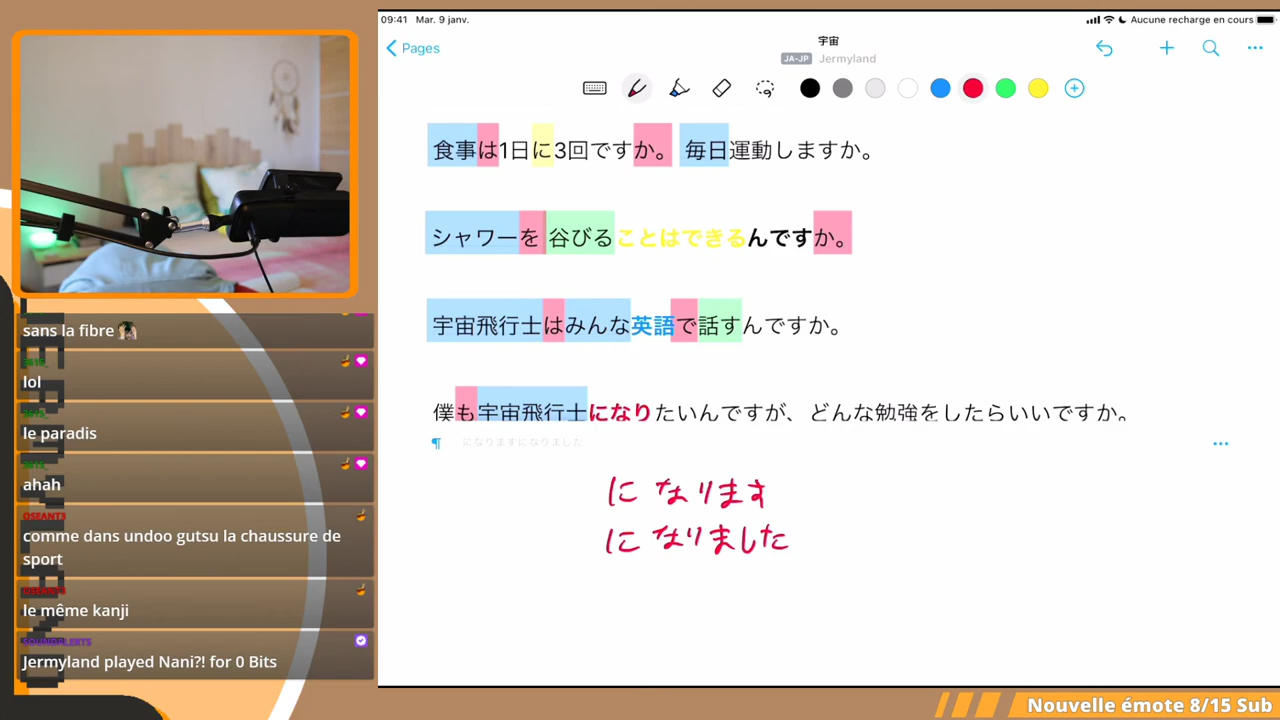 09:41 Mar. 9 janv.
Aucune recharge en cours
Pages
宇宙
JA-JP Jermyland
食事は1日に3回ですか。毎日運動しますか。
シャワーを谷びることはできるんですか。
宇宙飛行士はみんな英語で話すんですか。
僕も宇宙飛行士になりたいんですが、どんな勉強をしたらいいですか。
になりますになりました
になります
になりました
sans la fibre
lol
le paradis
ahah
OSEANT3
comme dans undoo gutsu la chaussure de
sport
OSEANT3
le même kanji
SOUNDALERTS
Jermyland played Nani?! for 0 Bits
Nouvelle émote 8/15 Sub